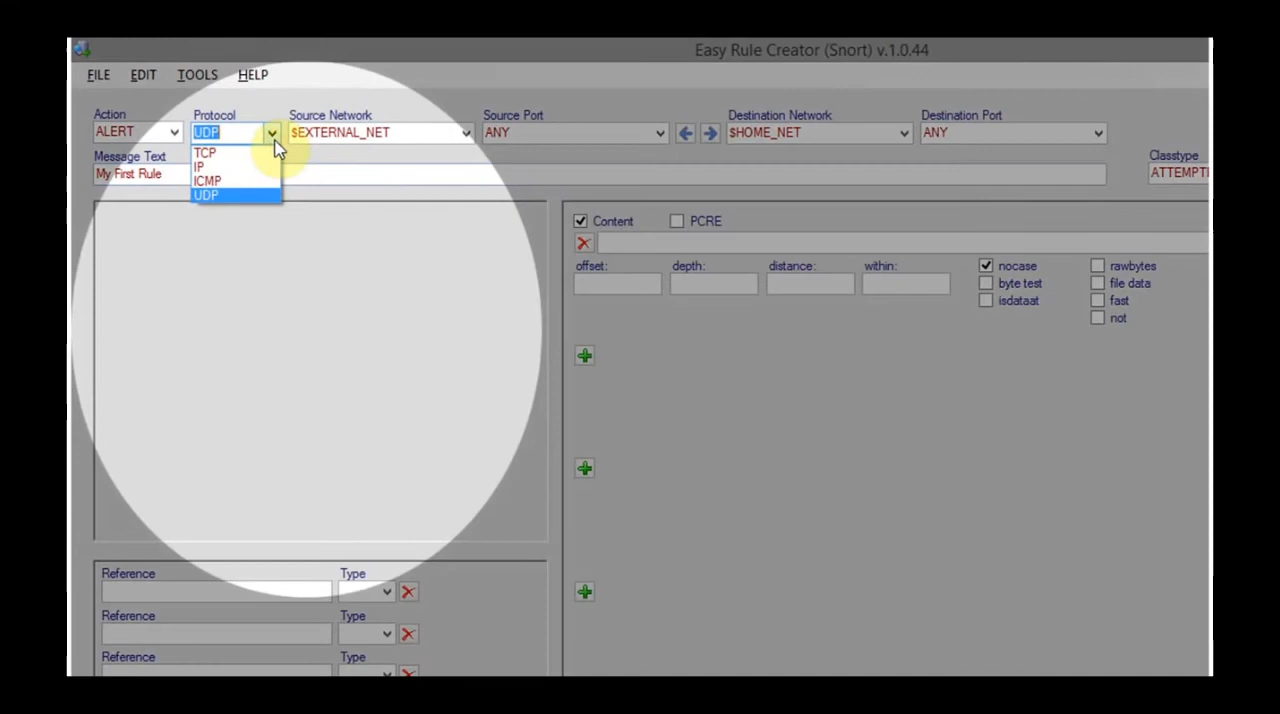 Easy Rule Creator (Snort) v.1.0.44
FILE EDIT TOOLS HELP
Action Protocol Source Network Source Port Destination Network Destination Port
ALERT UDP $EXTERNAL_NET ANY $HOME_NET ANY
TCP
IP
ICMP
UDP
Message Text Classtype
My First Rule ATTEMPT
Content PCRE
offset: depth: distance: within: nocase rawbytes
byte test file data
isdataat fast
not
Reference Type
Reference Type
Reference Type